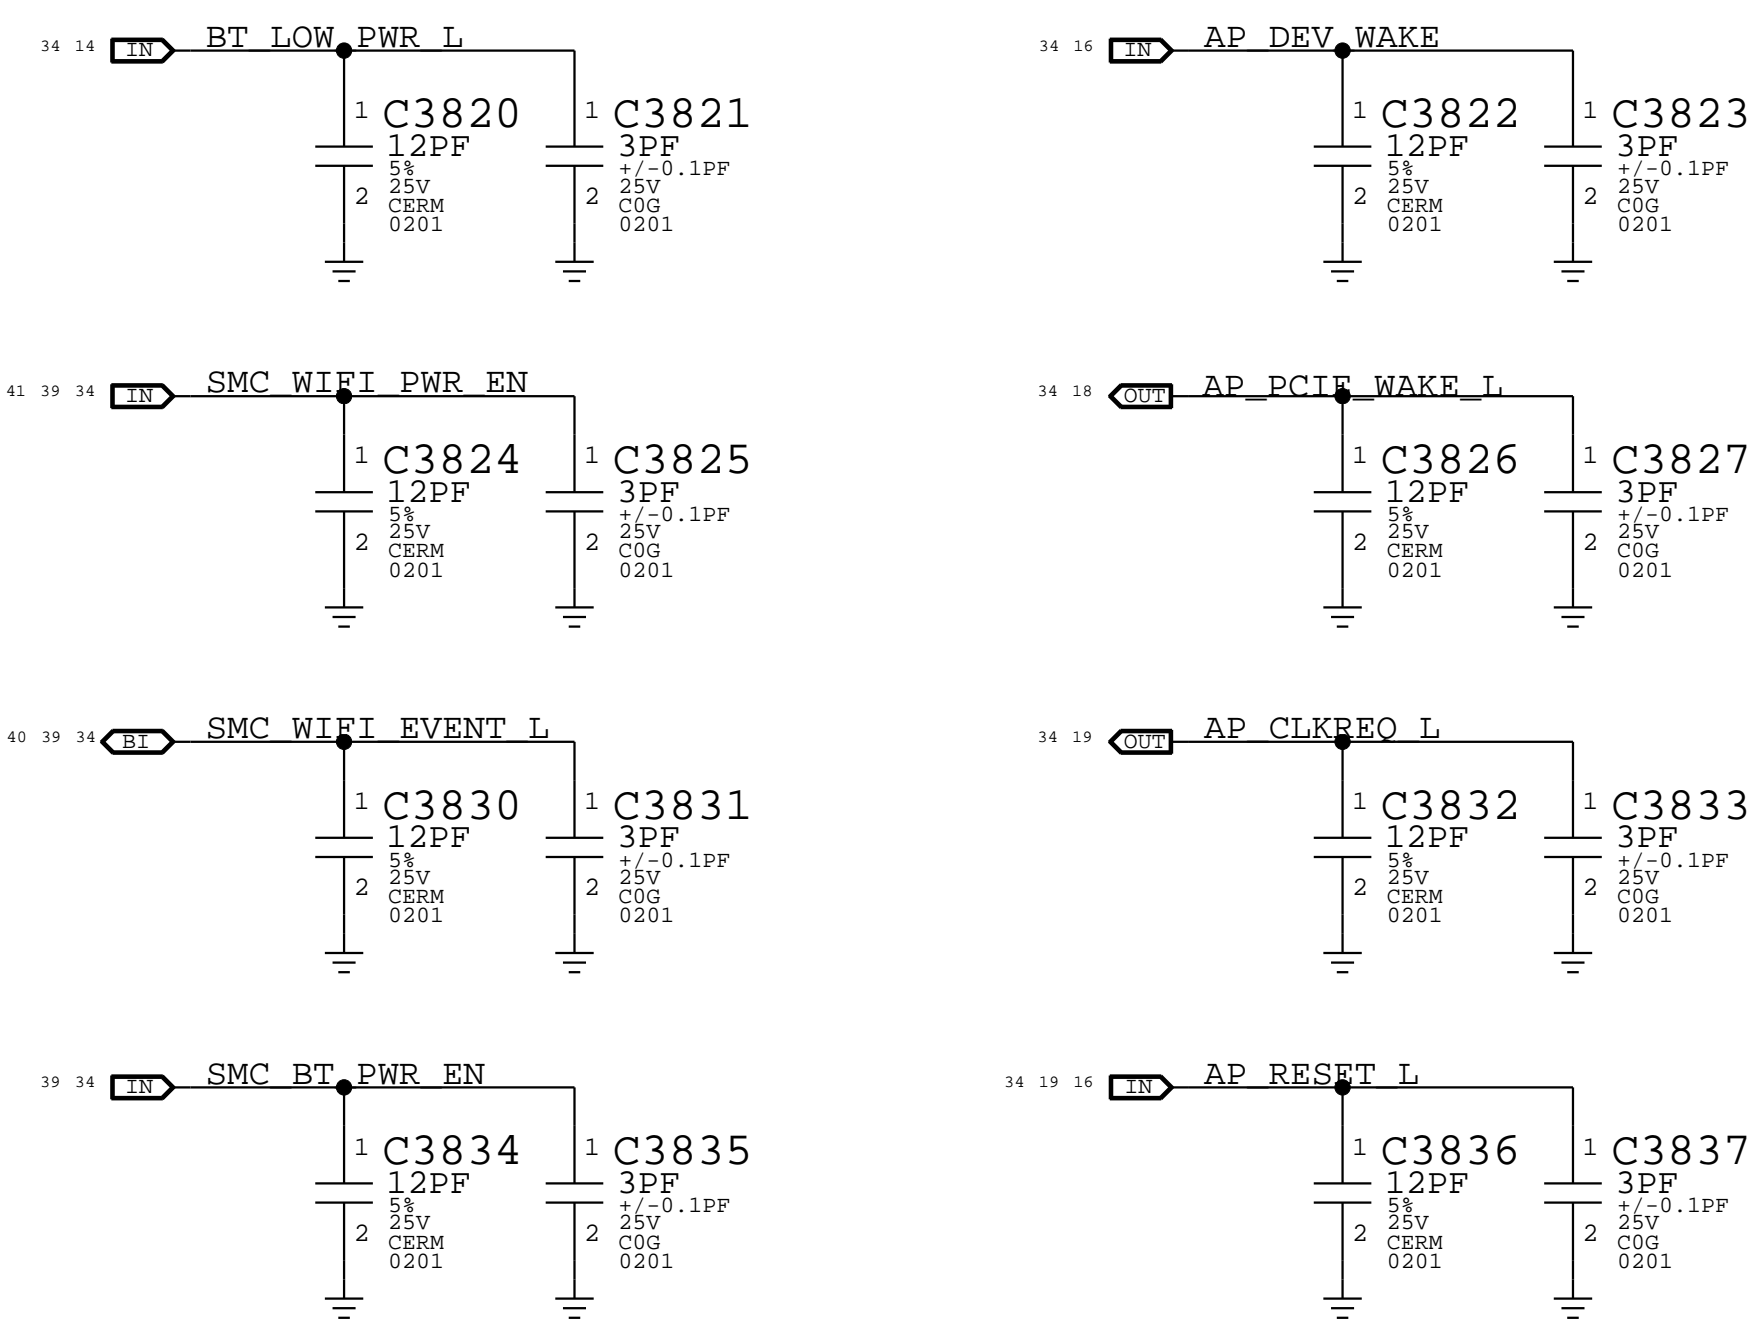 34 14 IN BT_LOW_PWR_L
1 C3820
12PF
5%
25V
2 CERM
0201
1 C3821
3PF
+/-0.1PF
25V
2 C0G
0201
34 16 IN AP_DEV_WAKE
1 C3822
12PF
5%
25V
2 CERM
0201
1 C3823
3PF
+/-0.1PF
25V
2 C0G
0201
41 39 34 IN SMC_WIFI_PWR_EN
1 C3824
12PF
5%
25V
2 CERM
0201
1 C3825
3PF
+/-0.1PF
25V
2 C0G
0201
34 18 OUT AP_PCIE_WAKE_L
1 C3826
12PF
5%
25V
2 CERM
0201
1 C3827
3PF
+/-0.1PF
25V
2 C0G
0201
40 39 34 BI SMC_WIFI_EVENT_L
1 C3830
12PF
5%
25V
2 CERM
0201
1 C3831
3PF
+/-0.1PF
25V
2 C0G
0201
34 19 OUT AP_CLKREQ_L
1 C3832
12PF
5%
25V
2 CERM
0201
1 C3833
3PF
+/-0.1PF
25V
2 C0G
0201
39 34 IN SMC_BT_PWR_EN
1 C3834
12PF
5%
25V
2 CERM
0201
1 C3835
3PF
+/-0.1PF
25V
2 C0G
0201
34 19 16 IN AP_RESET_L
1 C3836
12PF
5%
25V
2 CERM
0201
1 C3837
3PF
+/-0.1PF
25V
2 C0G
0201